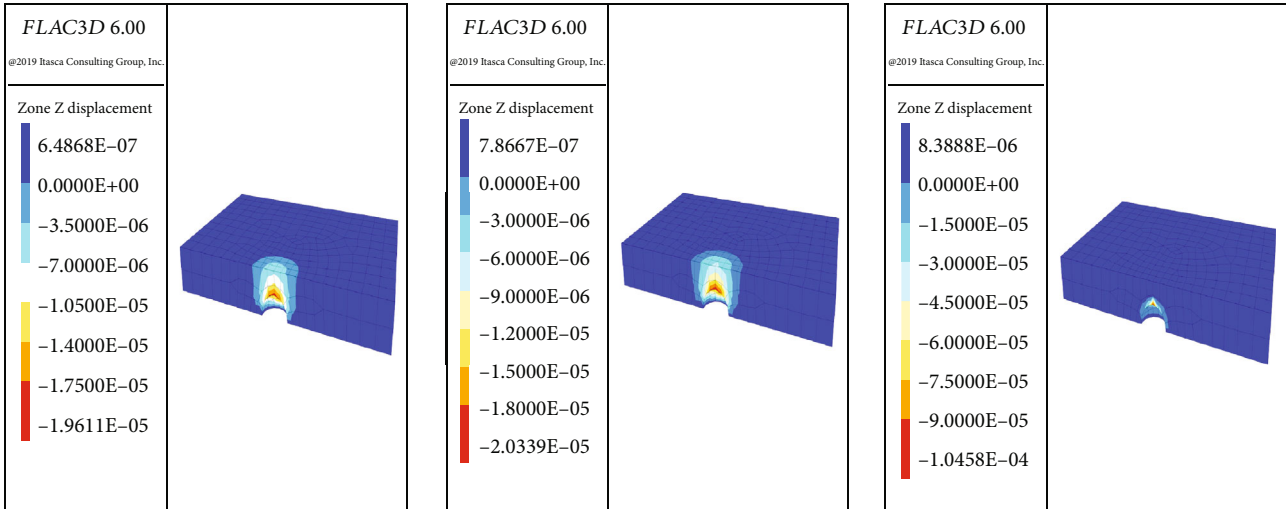 FLAC3D 6.00
@2019 Itasca Consulting Group, Inc.
Zone Z displacement
6.4868E–07
0.0000E+00
–3.5000E–06
–7.0000E–06
–1.0500E–05
–1.4000E–05
–1.7500E–05
–1.9611E–05
FLAC3D 6.00
@2019 Itasca Consulting Group, Inc.
Zone Z displacement
7.8667E–07
0.0000E+00
–3.0000E–06
–6.0000E–06
–9.0000E–06
–1.2000E–05
–1.5000E–05
–1.8000E–05
–2.0339E–05
FLAC3D 6.00
@2019 Itasca Consulting Group, Inc.
Zone Z displacement
8.3888E–06
0.0000E+00
–1.5000E–05
–3.0000E–05
–4.5000E–05
–6.0000E–05
–7.5000E–05
–9.0000E–05
–1.0458E–04